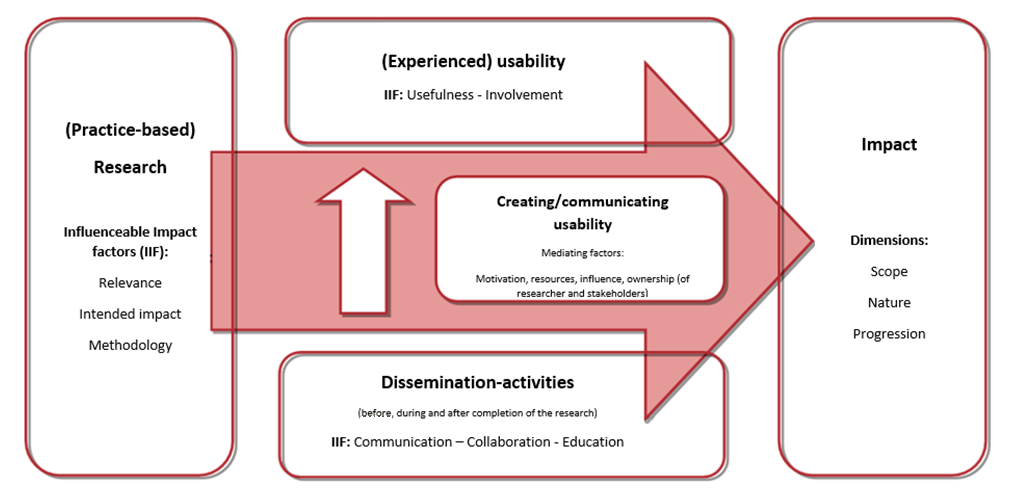 (Practice-based)
Research
Influenceable Impact
factors (IIF):
Relevance
Intended impact
Methodology
(Experienced) usability
IIF: Usefulness - Involvement
Creating/communicating
usability
Mediating factors:
Motivation, resources, influence, ownership (of
researcher and stakeholders)
Dissemination-activities
(before, during and after completion of the research)
IIF: Communication – Collaboration - Education
Impact
Dimensions:
Scope
Nature
Progression